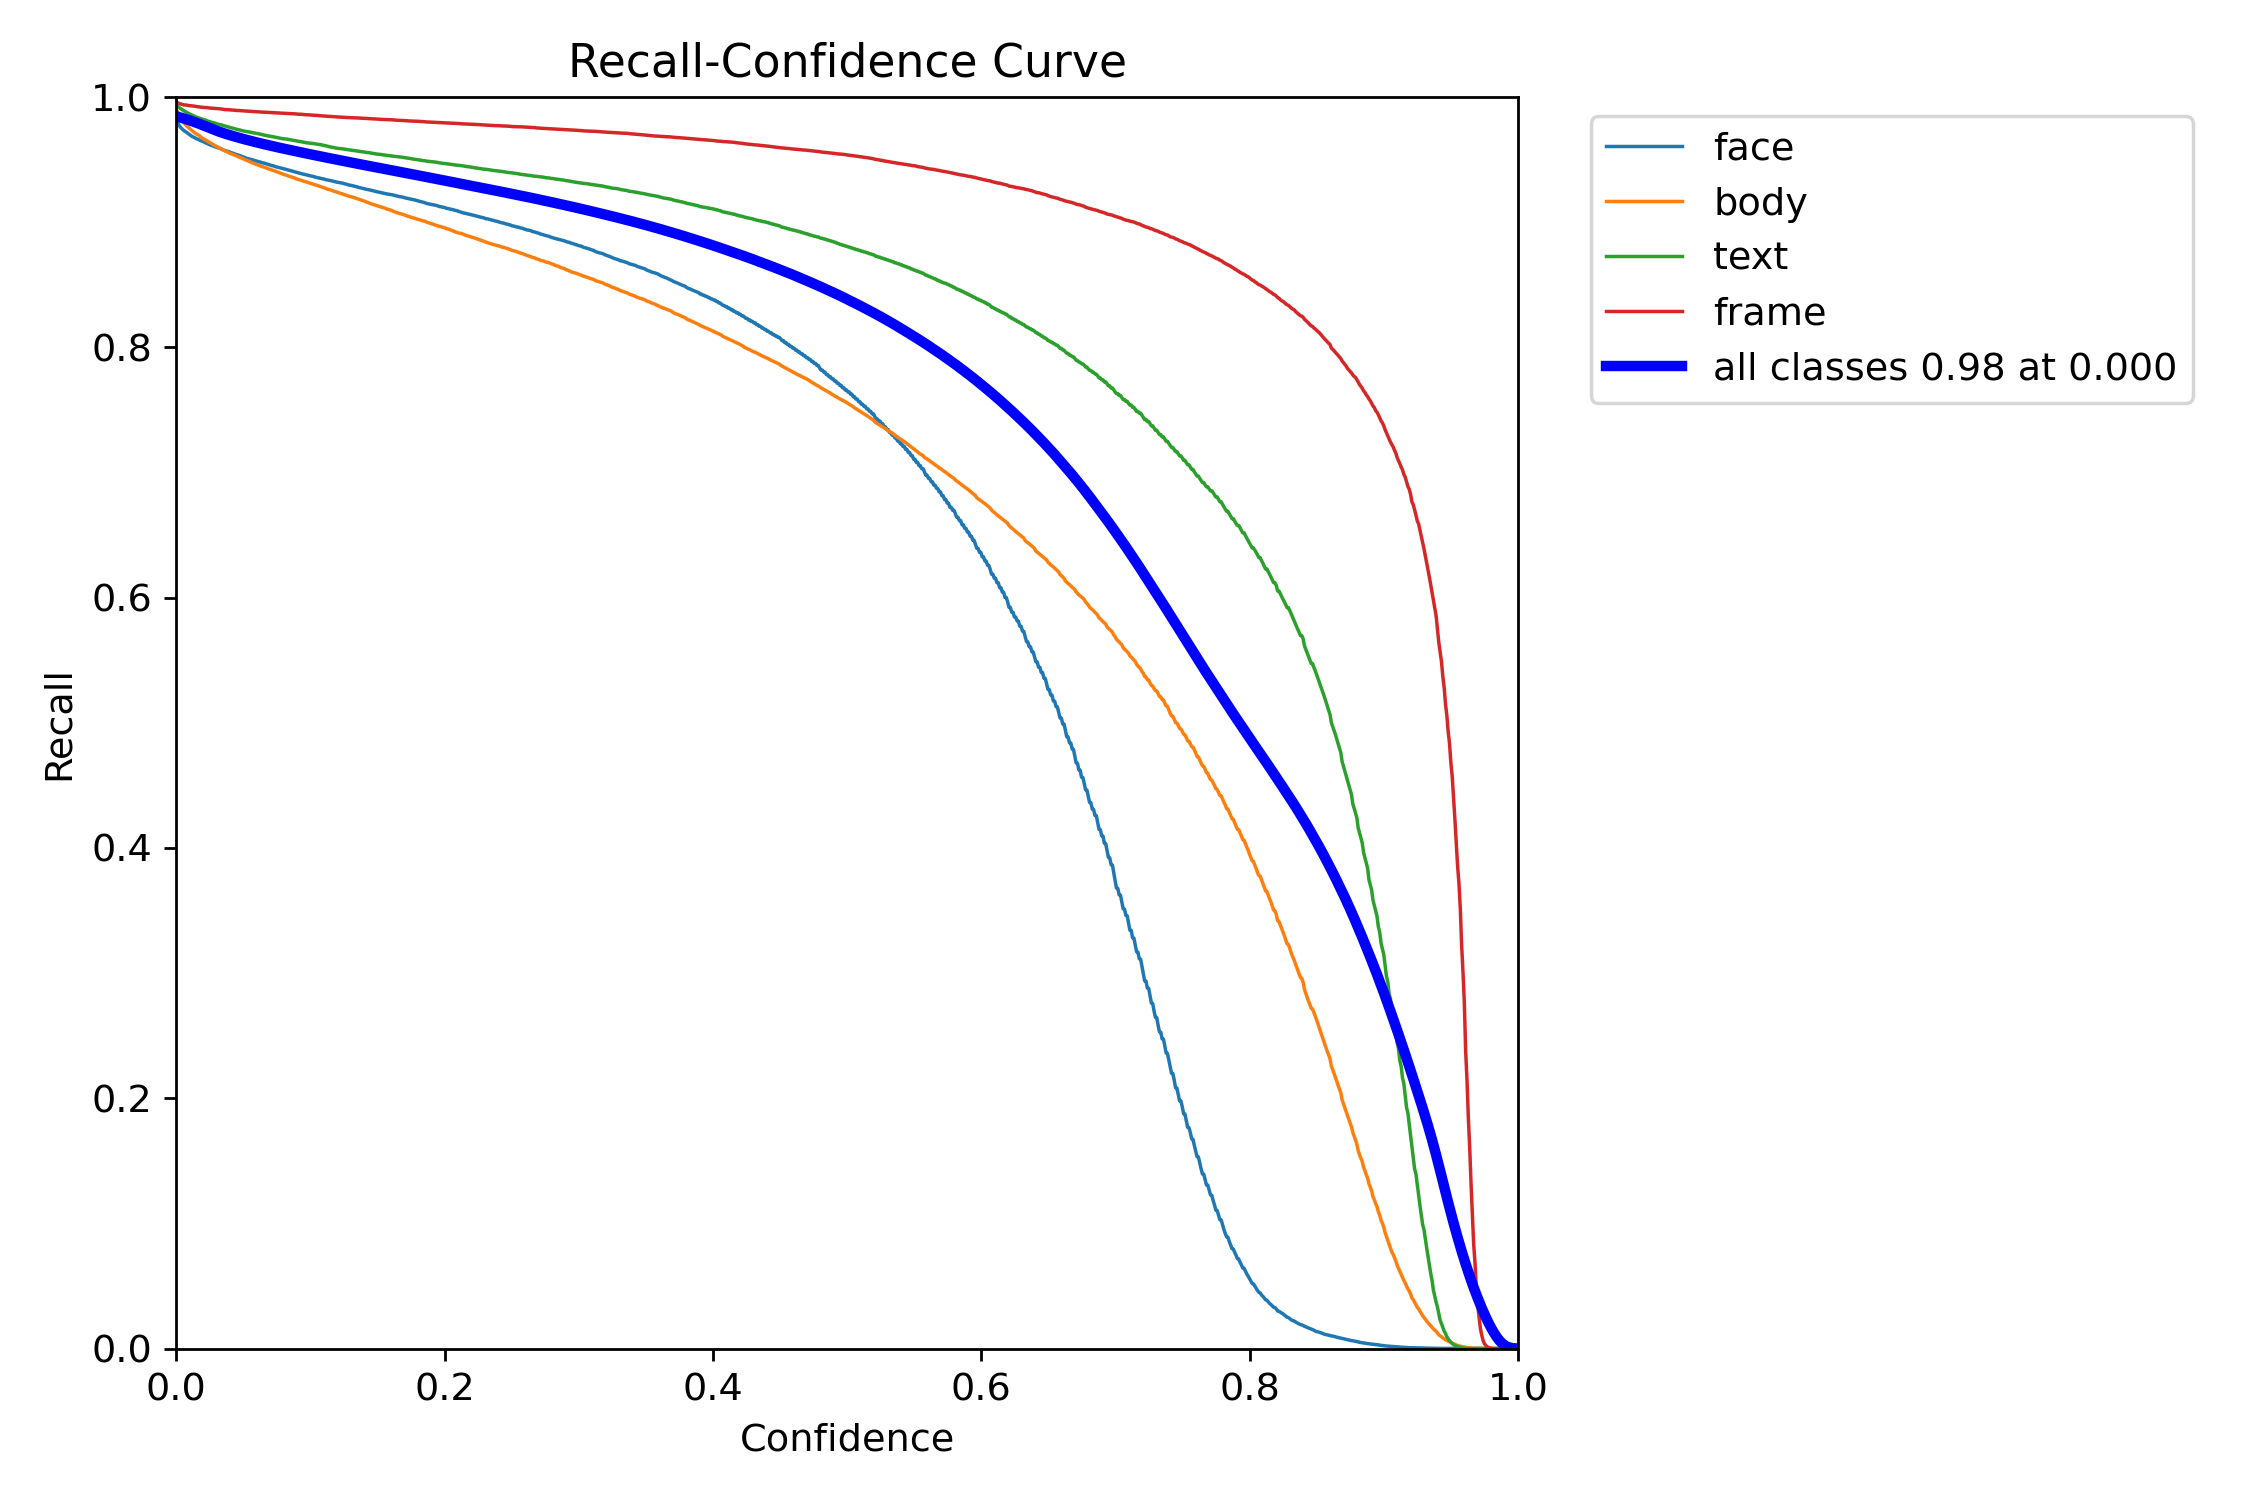 Recall-Confidence Curve
1.0
0.8
0.6
0.4
0.2
0.0
Recall
0.0 0.2 0.4 0.6 0.8 1.0
Confidence
face
body
text
frame
all classes 0.98 at 0.000